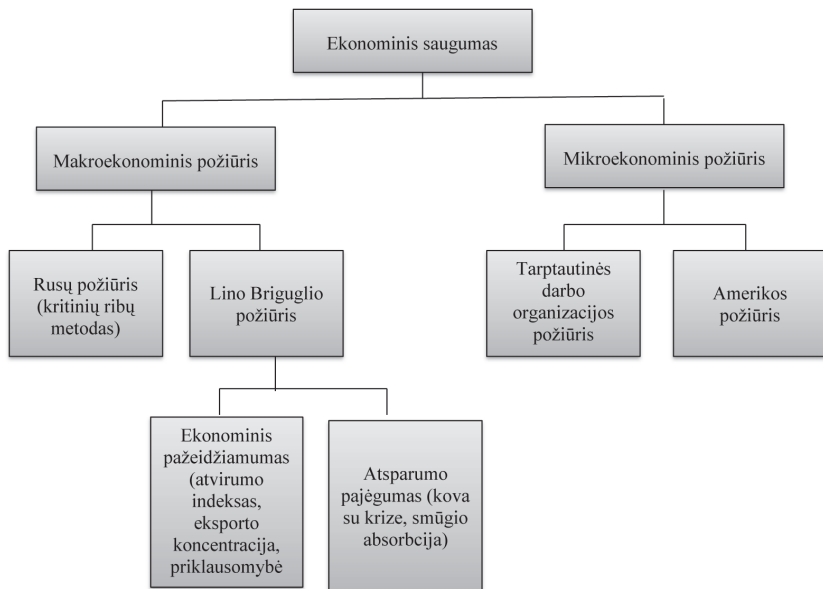 Ekonominis saugumas
Makroekonominis požiūris
Mikroekonominis požiūris
Rusų požiūris
(kritinių ribų
metodas)
Lino Briguglio
požiūris
Tarptautinės
darbo
organizacijos
požiūris
Amerikos
požiūris
Ekonominis
pažeidžiamumas
(atvirumo
indeksas,
eksporto
koncentracija,
priklausomybė
Atsparumo
pajėgumas (kova
su krize, smūgio
absorbcija)